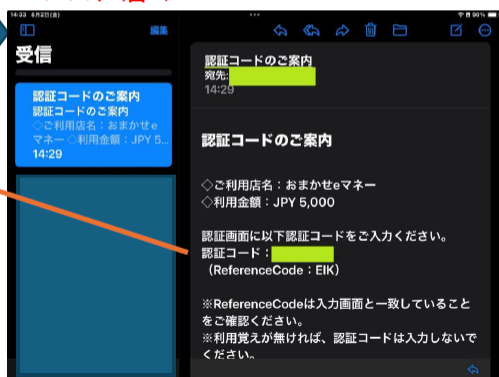 14:33 8月2日(金)
90%
編集
受信
認証コードのご案内
認証コードのご案内
◇ご利用店名：おまかせe
マネー◇利用金額：JPY 5...
14:29
認証コードのご案内
宛先:
14:29
認証コードのご案内
◇ご利用店名：おまかせeマネー
◇利用金額：JPY 5,000
認証画面に以下認証コードをご入力ください。
認証コード：
（ReferenceCode：EIK）
※ReferenceCodeは入力画面と一致していること
をご確認ください。
※利用覚えが無ければ、認証コードは入力しないで
ください。